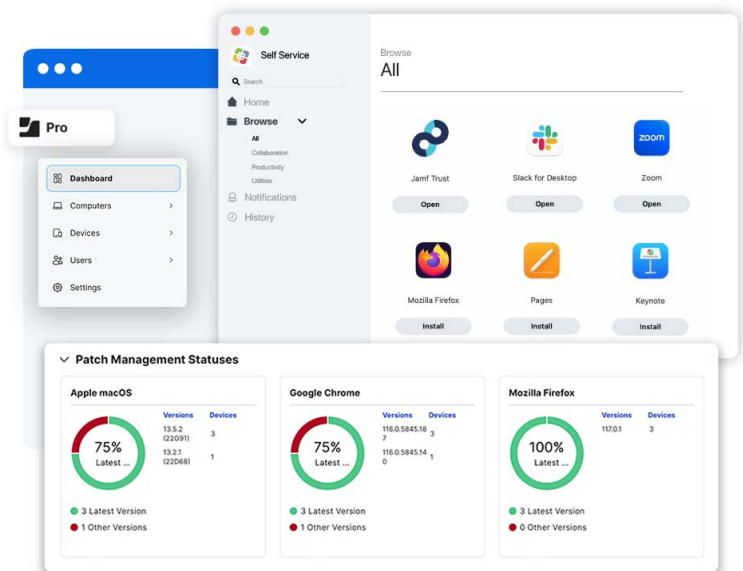 Self Service
Search
Home
Browse
All
Collaboration
Productivity
Utilities
Notifications
History
Browse
All
Jamf Trust
Slack for Desktop
zoom
Zoom
Open
Open
Open
Mozilla Firefox
Pages
Keynote
Install
Install
Install
Pro
Dashboard
Computers
Devices
Users
Settings
Patch Management Statuses
Apple macOS
75%
Latest ...
Versions Devices
13.5.2
(22G91)
3
13.2.1
(22D68)
1
3 Latest Version
1 Other Versions
Google Chrome
75%
Latest ...
Versions Devices
116.0.5845.18
7
3
116.0.5845.14
0
1
3 Latest Version
1 Other Versions
Mozilla Firefox
100%
Latest ...
Versions Devices
117.0.1 3
3 Latest Version
0 Other Versions